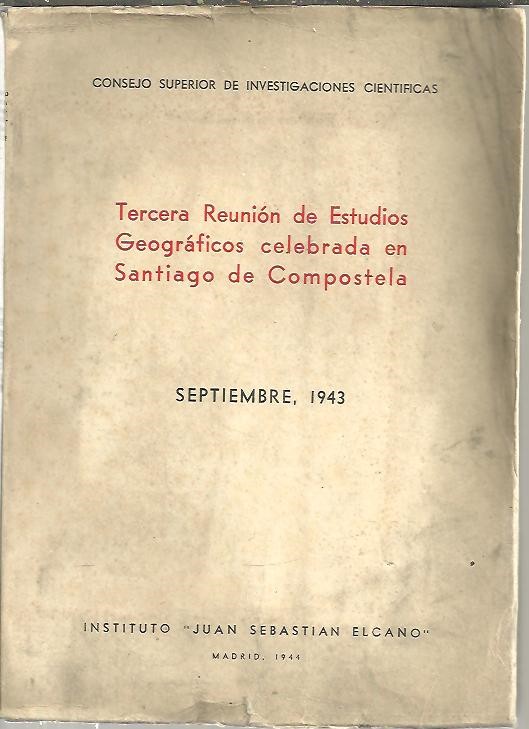 CONSEJO SUPERIOR DE INVESTIGACIONES CIENTIFICAS
Tercera Reunión de Estudios
Geográficos celebrada en
Santiago de Compostela
SEPTIEMBRE, 1943
INSTITUTO "JUAN SEBASTIAN ELCANO"
MADRID, 1944